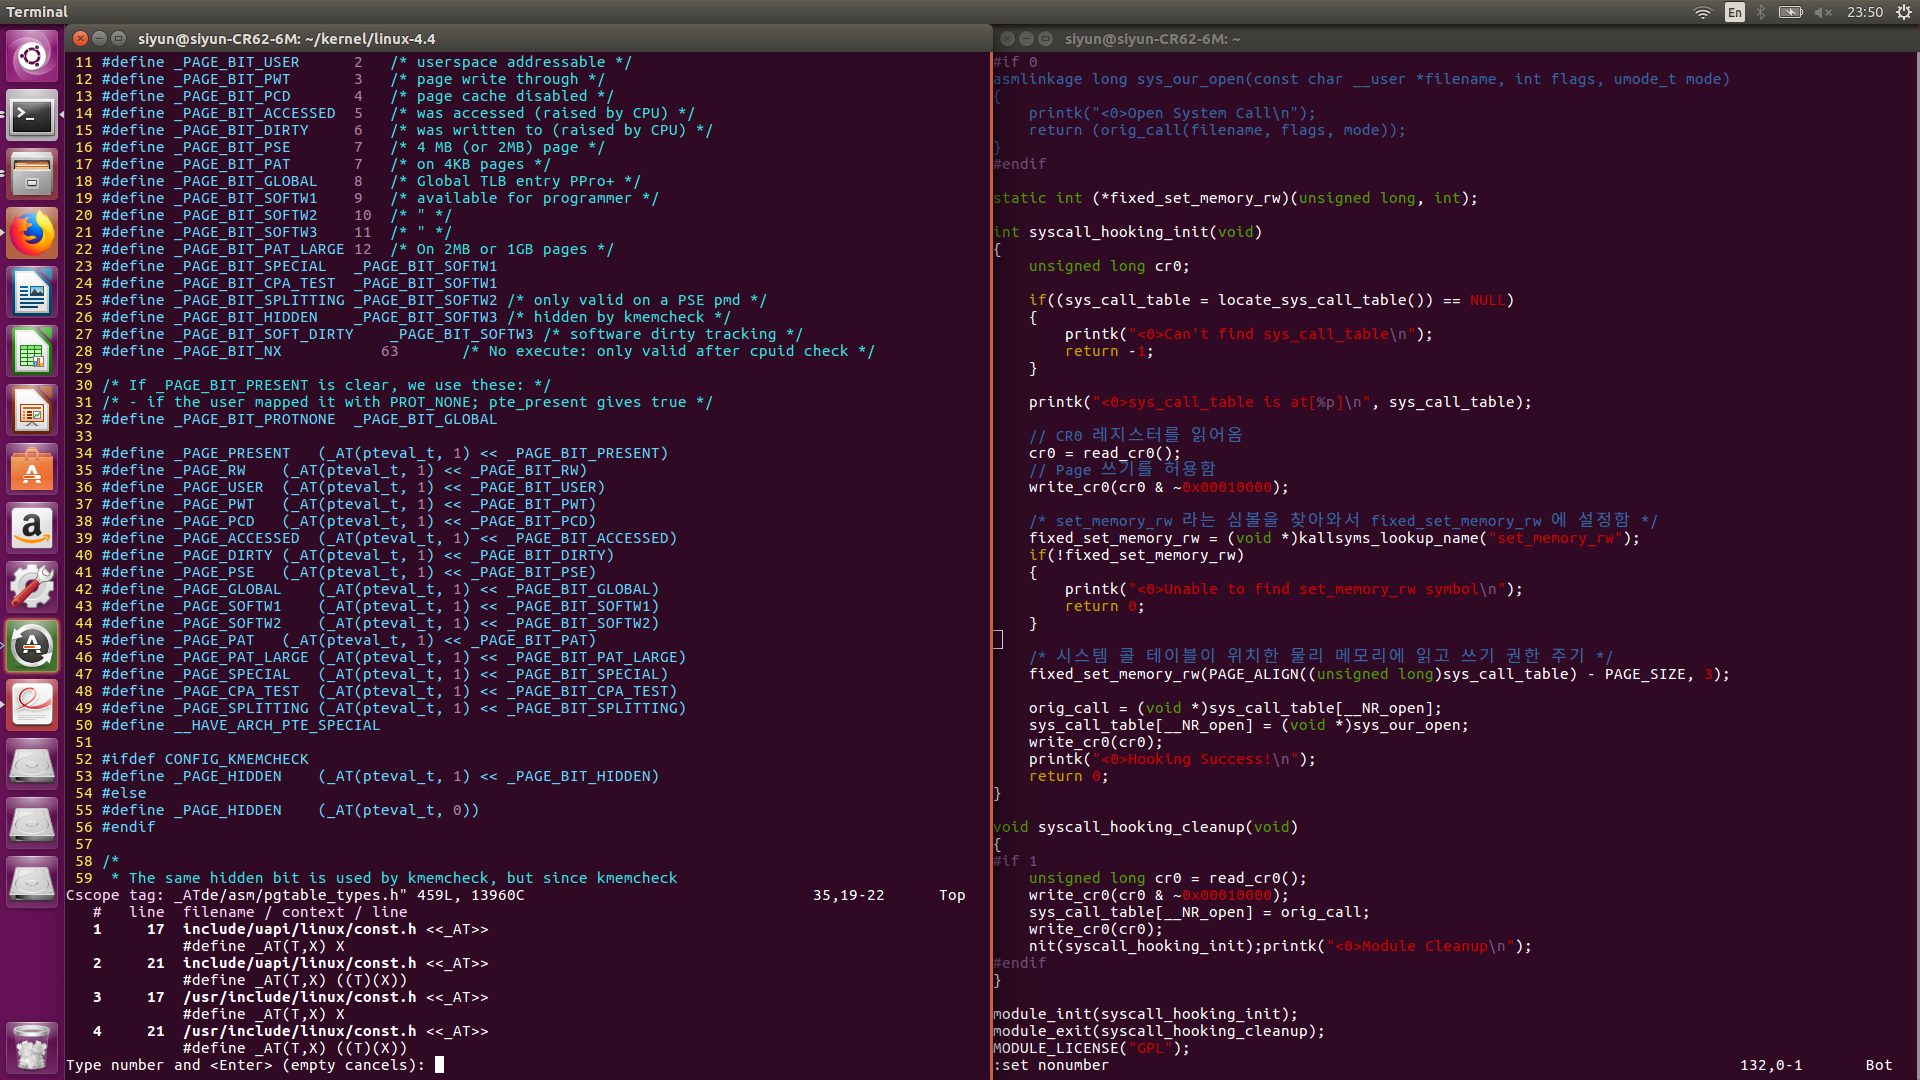 Terminal
En
23:50
siyun@siyun-CR62-6M: ~/kernel/linux-4.4
11 #define _PAGE_BIT_USER      2   /* userspace addressable */
12 #define _PAGE_BIT_PWT       3   /* page write through */
13 #define _PAGE_BIT_PCD       4   /* page cache disabled */
14 #define _PAGE_BIT_ACCESSED  5   /* was accessed (raised by CPU) */
15 #define _PAGE_BIT_DIRTY     6   /* was written to (raised by CPU) */
16 #define _PAGE_BIT_PSE       7   /* 4 MB (or 2MB) page */
17 #define _PAGE_BIT_PAT       7   /* on 4KB pages */
18 #define _PAGE_BIT_GLOBAL    8   /* Global TLB entry PPro+ */
19 #define _PAGE_BIT_SOFTW1    9   /* available for programmer */
20 #define _PAGE_BIT_SOFTW2    10  /* " */
21 #define _PAGE_BIT_SOFTW3    11  /* " */
22 #define _PAGE_BIT_PAT_LARGE 12  /* On 2MB or 1GB pages */
23 #define _PAGE_BIT_SPECIAL   _PAGE_BIT_SOFTW1
24 #define _PAGE_BIT_CPA_TEST  _PAGE_BIT_SOFTW1
25 #define _PAGE_BIT_SPLITTING _PAGE_BIT_SOFTW2 /* only valid on a PSE pmd */
26 #define _PAGE_BIT_HIDDEN    _PAGE_BIT_SOFTW3 /* hidden by kmemcheck */
27 #define _PAGE_BIT_SOFT_DIRTY    _PAGE_BIT_SOFTW3 /* software dirty tracking */
28 #define _PAGE_BIT_NX           63       /* No execute: only valid after cpuid check */
29
30 /* If _PAGE_BIT_PRESENT is clear, we use these: */
31 /* - if the user mapped it with PROT_NONE; pte_present gives true */
32 #define _PAGE_BIT_PROTNONE  _PAGE_BIT_GLOBAL
33
34 #define _PAGE_PRESENT   (_AT(pteval_t, 1) << _PAGE_BIT_PRESENT)
35 #define _PAGE_RW    (_AT(pteval_t, 1) << _PAGE_BIT_RW)
36 #define _PAGE_USER  (_AT(pteval_t, 1) << _PAGE_BIT_USER)
37 #define _PAGE_PWT   (_AT(pteval_t, 1) << _PAGE_BIT_PWT)
38 #define _PAGE_PCD   (_AT(pteval_t, 1) << _PAGE_BIT_PCD)
39 #define _PAGE_ACCESSED  (_AT(pteval_t, 1) << _PAGE_BIT_ACCESSED)
40 #define _PAGE_DIRTY (_AT(pteval_t, 1) << _PAGE_BIT_DIRTY)
41 #define _PAGE_PSE   (_AT(pteval_t, 1) << _PAGE_BIT_PSE)
42 #define _PAGE_GLOBAL    (_AT(pteval_t, 1) << _PAGE_BIT_GLOBAL)
43 #define _PAGE_SOFTW1    (_AT(pteval_t, 1) << _PAGE_BIT_SOFTW1)
44 #define _PAGE_SOFTW2    (_AT(pteval_t, 1) << _PAGE_BIT_SOFTW2)
45 #define _PAGE_PAT   (_AT(pteval_t, 1) << _PAGE_BIT_PAT)
46 #define _PAGE_PAT_LARGE (_AT(pteval_t, 1) << _PAGE_BIT_PAT_LARGE)
47 #define _PAGE_SPECIAL   (_AT(pteval_t, 1) << _PAGE_BIT_SPECIAL)
48 #define _PAGE_CPA_TEST  (_AT(pteval_t, 1) << _PAGE_BIT_CPA_TEST)
49 #define _PAGE_SPLITTING (_AT(pteval_t, 1) << _PAGE_BIT_SPLITTING)
50 #define __HAVE_ARCH_PTE_SPECIAL
51
52 #ifdef CONFIG_KMEMCHECK
53 #define _PAGE_HIDDEN    (_AT(pteval_t, 1) << _PAGE_BIT_HIDDEN)
54 #else
55 #define _PAGE_HIDDEN    (_AT(pteval_t, 0))
56 #endif
57
58 /*
59  * The same hidden bit is used by kmemcheck, but since kmemcheck
Cscope tag: _ATde/asm/pgtable_types.h" 459L, 13960C                35,19-22      Top
   #   line  filename / context / line
   1     17  include/uapi/linux/const.h <<_AT>>
             #define _AT(T,X) X
   2     21  include/uapi/linux/const.h <<_AT>>
             #define _AT(T,X) ((T)(X))
   3     17  /usr/include/linux/const.h <<_AT>>
             #define _AT(T,X) X
   4     21  /usr/include/linux/const.h <<_AT>>
             #define _AT(T,X) ((T)(X))
Type number and <Enter> (empty cancels):
siyun@siyun-CR62-6M: ~
#if 0
asmlinkage long sys_our_open(const char __user *filename, int flags, umode_t mode)
{
    printk("<0>Open System Call\n");
    return (orig_call(filename, flags, mode));
}
#endif

static int (*fixed_set_memory_rw)(unsigned long, int);

int syscall_hooking_init(void)
{
    unsigned long cr0;

    if((sys_call_table = locate_sys_call_table()) == NULL)
    {
        printk("<0>Can't find sys_call_table\n");
        return -1;
    }

    printk("<0>sys_call_table is at[%p]\n", sys_call_table);

    // CR0 레지스터를 읽어옴
    cr0 = read_cr0();
    // Page 쓰기를 허용함
    write_cr0(cr0 & ~0x00010000);

    /* set_memory_rw 라는 심볼을 찾아와서 fixed_set_memory_rw 에 설정함 */
    fixed_set_memory_rw = (void *)kallsyms_lookup_name("set_memory_rw");
    if(!fixed_set_memory_rw)
    {
        printk("<0>Unable to find set_memory_rw symbol\n");
        return 0;
    }

    /* 시스템 콜 테이블이 위치한 물리 메모리에 읽고 쓰기 권한 주기 */
    fixed_set_memory_rw(PAGE_ALIGN((unsigned long)sys_call_table) - PAGE_SIZE, 3);

    orig_call = (void *)sys_call_table[__NR_open];
    sys_call_table[__NR_open] = (void *)sys_our_open;
    write_cr0(cr0);
    printk("<0>Hooking Success!\n");
    return 0;
}

void syscall_hooking_cleanup(void)
{
#if 1
    unsigned long cr0 = read_cr0();
    write_cr0(cr0 & ~0x00010000);
    sys_call_table[__NR_open] = orig_call;
    write_cr0(cr0);
    nit(syscall_hooking_init);printk("<0>Module Cleanup\n");
#endif
}

module_init(syscall_hooking_init);
module_exit(syscall_hooking_cleanup);
MODULE_LICENSE("GPL");
:set nonumber                                                                      132,0-1       Bot